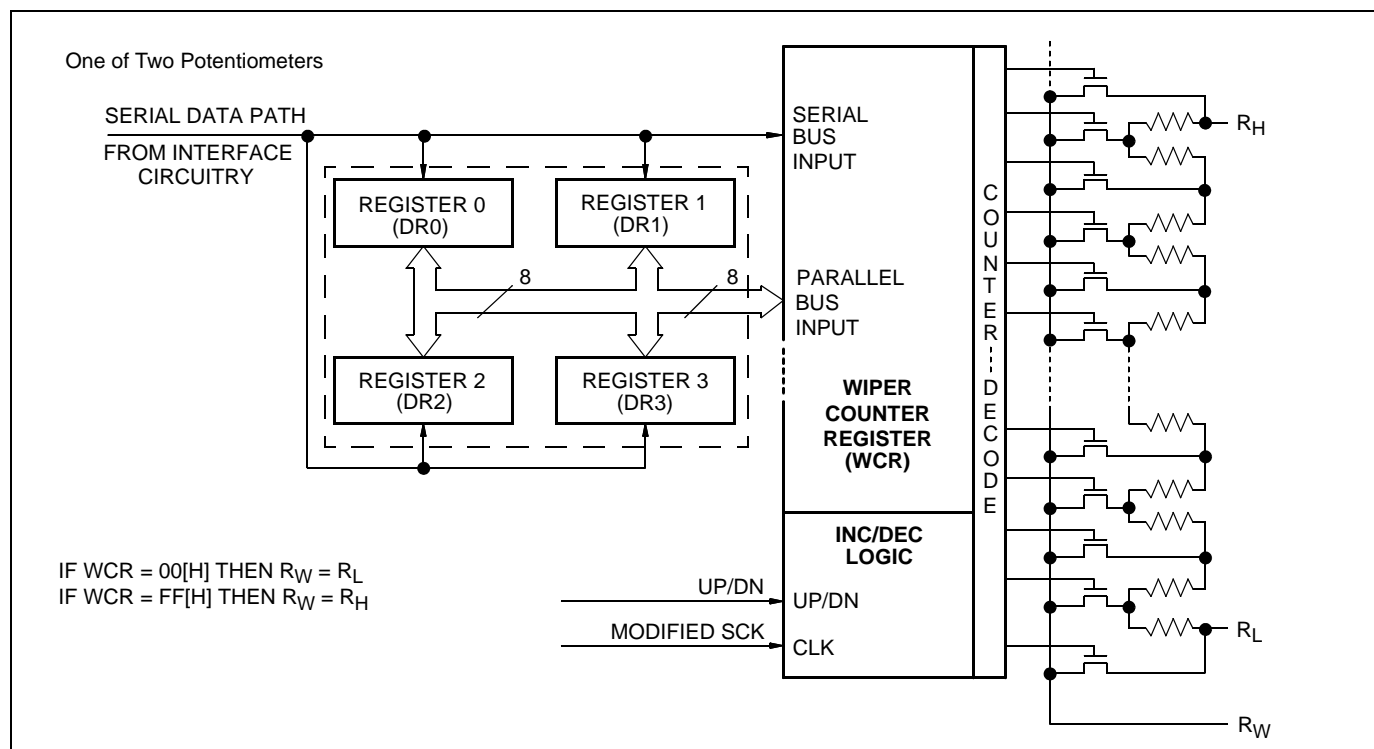 One of Two Potentiometers
SERIAL DATA PATH
FROM INTERFACE
CIRCUITRY
REGISTER 0
(DR0)
REGISTER 1
(DR1)
8
8
REGISTER 2
(DR2)
REGISTER 3
(DR3)
SERIAL
BUS
INPUT
PARALLEL
BUS
INPUT
WIPER
COUNTER
REGISTER
(WCR)
INC/DEC
LOGIC
UP/DN
UP/DN
MODIFIED SCK
CLK
COUNTER
DECODE
RH
RL
RW
IF WCR = 00[H] THEN RW = RL
IF WCR = FF[H] THEN RW = RH